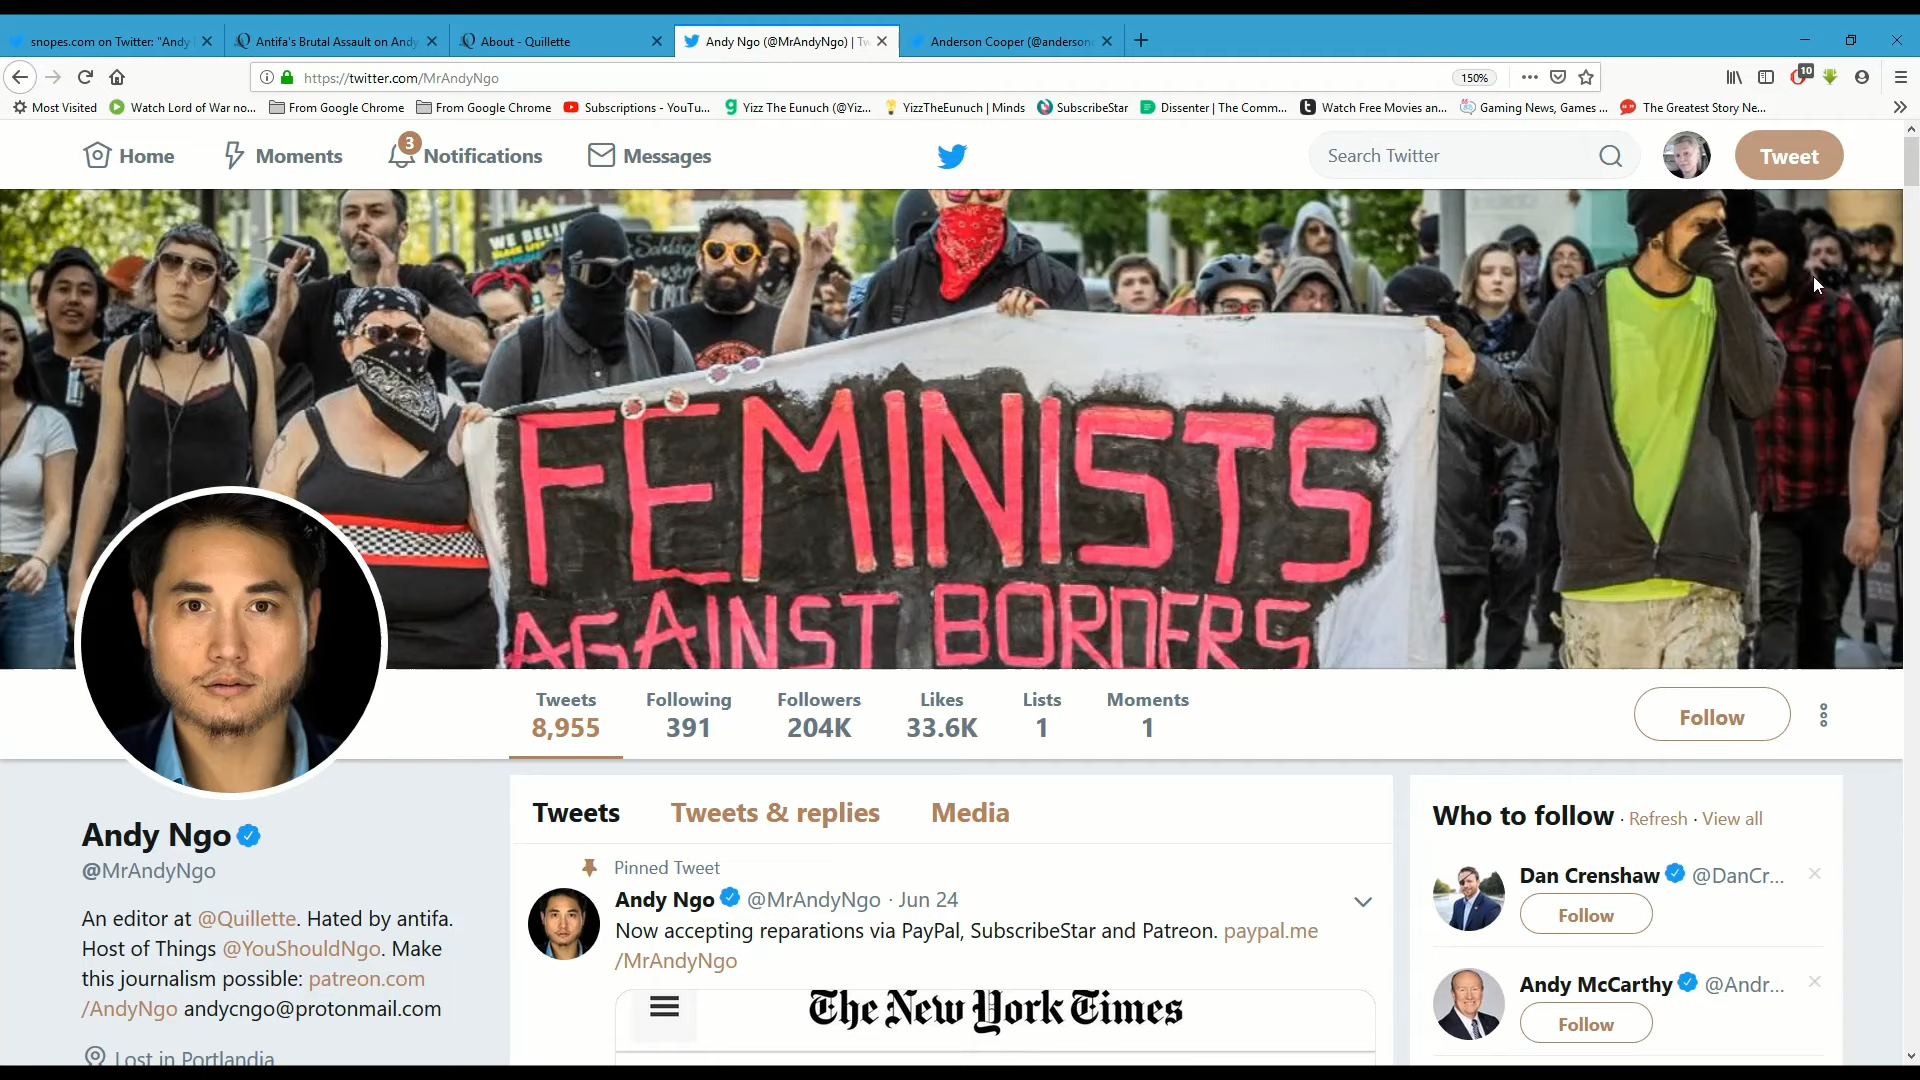 snopes.com on Twitter: "Andy
Antifa's Brutal Assault on Andy
About - Quillette
Andy Ngo (@MrAndyNgo) | Tw
Anderson Cooper (@anderson
https://twitter.com/MrAndyNgo
150%
10
Most Visited
Watch Lord of War no...
From Google Chrome
From Google Chrome
Subscriptions - YouTu...
Yizz The Eunuch (@Yiz...
YizzTheEunuch | Minds
SubscribeStar
Dissenter | The Comm...
Watch Free Movies an...
Gaming News, Games ...
The Greatest Story Ne...
Home
Moments
3
Notifications
Messages
Search Twitter
Tweet
WE BELI
FEMINISTS
AGAINST BORDERS
Tweets
8,955
Following
391
Followers
204K
Likes
33.6K
Lists
1
Moments
1
Follow
Andy Ngo
@MrAndyNgo
An editor at @Quillette. Hated by antifa.
Host of Things @YouShouldNgo. Make
this journalism possible: patreon.com
/AndyNgo andycngo@protonmail.com
Lost in Portlandia
Tweets
Tweets & replies
Media
Pinned Tweet
Andy Ngo @MrAndyNgo · Jun 24
Now accepting reparations via PayPal, SubscribeStar and Patreon. paypal.me
/MrAndyNgo
The New York Times
Who to follow · Refresh · View all
Dan Crenshaw @DanCr...
Follow
Andy McCarthy @Andr...
Follow